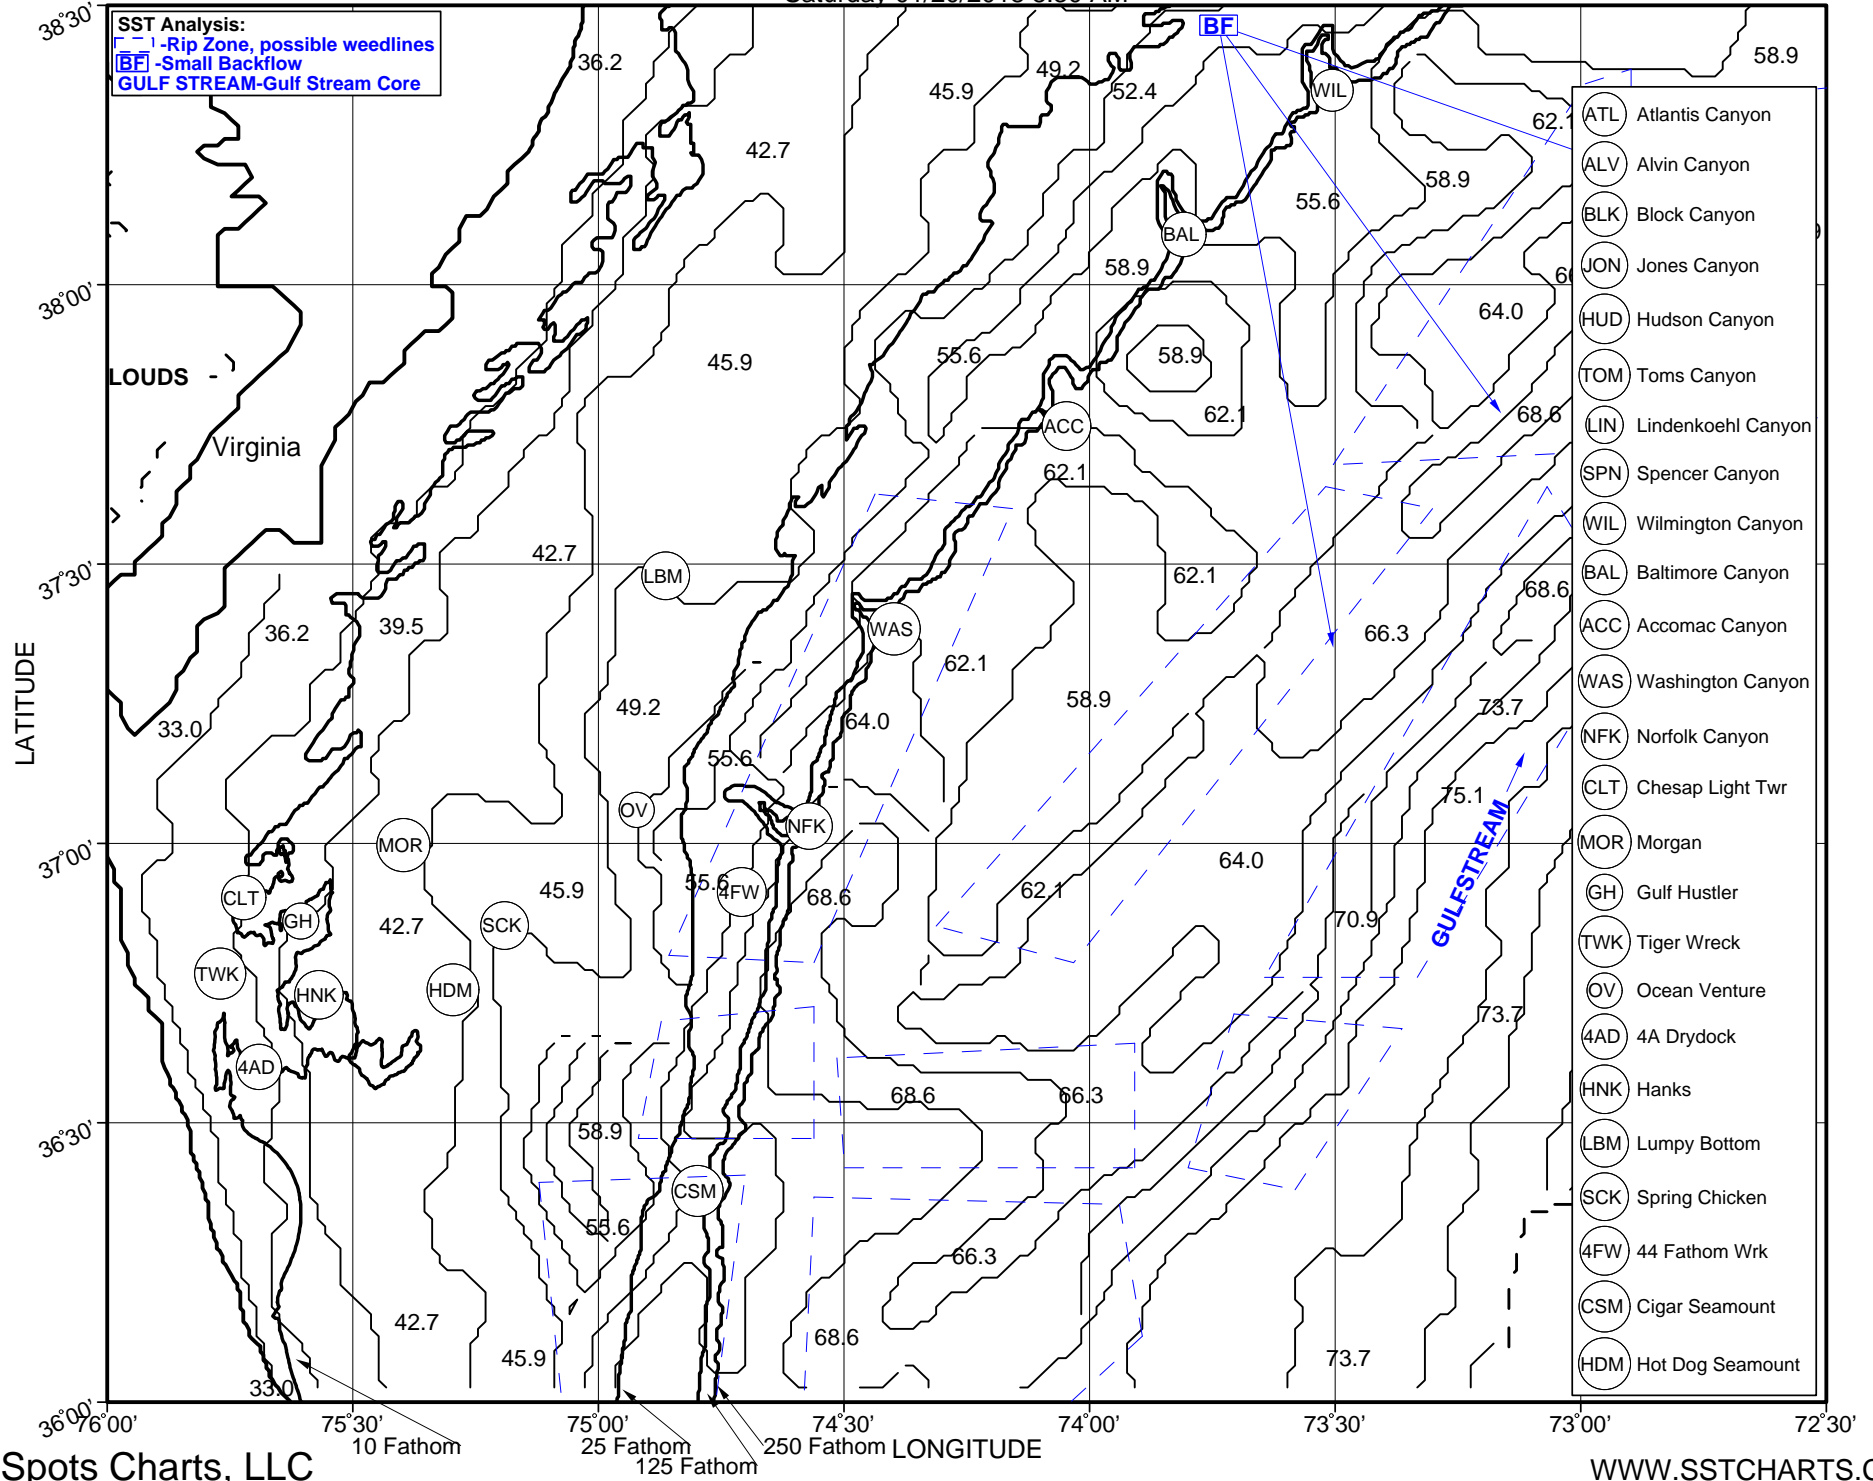 SST Analysis:
-Rip Zone, possible weedlines
BF -Small Backflow
GULF STREAM-Gulf Stream Core
BF
36.2
45.9
49.2
52.4
58.9
42.7
62.1
58.9
55.6
58.9
64.0
45.9
55.6
58.9
62.1
68.6
62.1
42.7
62.1
68.6
36.2
39.5
66.3
62.1
49.2
58.9
64.0
73.7
33.0
55.6
75.1
64.0
45.9
55.6
68.6
62.1
42.7
70.9
73.7
68.6
66.3
58.9
55.6
66.3
42.7
68.6
45.9
73.7
33.0
LOUDS
Virginia
GULFSTREAM
WIL
BAL
ACC
LBM
WAS
OV
NFK
MOR
4FW
CLT
GH
SCK
TWK
HNK
HDM
4AD
CSM
ATL Atlantis Canyon
ALV Alvin Canyon
BLK Block Canyon
JON Jones Canyon
HUD Hudson Canyon
TOM Toms Canyon
LIN Lindenkoehl Canyon
SPN Spencer Canyon
WIL Wilmington Canyon
BAL Baltimore Canyon
ACC Accomac Canyon
WAS Washington Canyon
NFK Norfolk Canyon
CLT Chesap Light Twr
MOR Morgan
GH Gulf Hustler
TWK Tiger Wreck
OV Ocean Venture
4AD 4A Drydock
HNK Hanks
LBM Lumpy Bottom
SCK Spring Chicken
4FW 44 Fathom Wrk
CSM Cigar Seamount
HDM Hot Dog Seamount
LATITUDE
38°30'
38°00'
37°30'
37°00'
36°30'
36°00'
76°00'
75°30'
75°00'
74°30'
74°00'
73°30'
73°00'
72°30'
10 Fathom
25 Fathom
125 Fathom
250 Fathom
LONGITUDE
Spots Charts, LLC
WWW.SSTCHARTS.